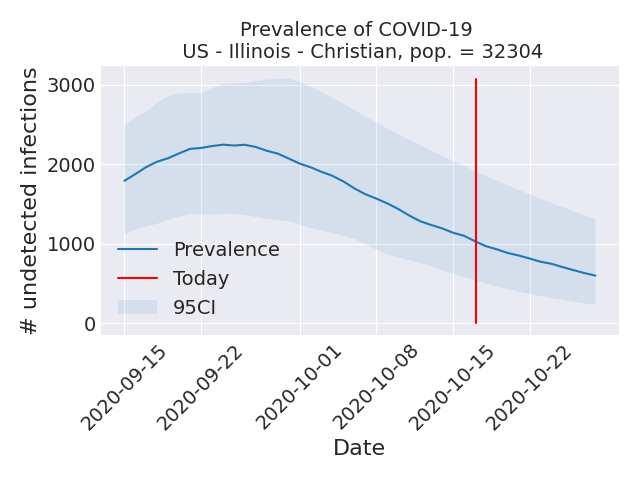 Prevalence of COVID-19
US - Illinois - Christian, pop. = 32304
# undetected infections
3000
2000
1000
0
Prevalence
Today
95CI
2020-09-15
2020-09-22
2020-10-01
2020-10-08
2020-10-15
2020-10-22
Date